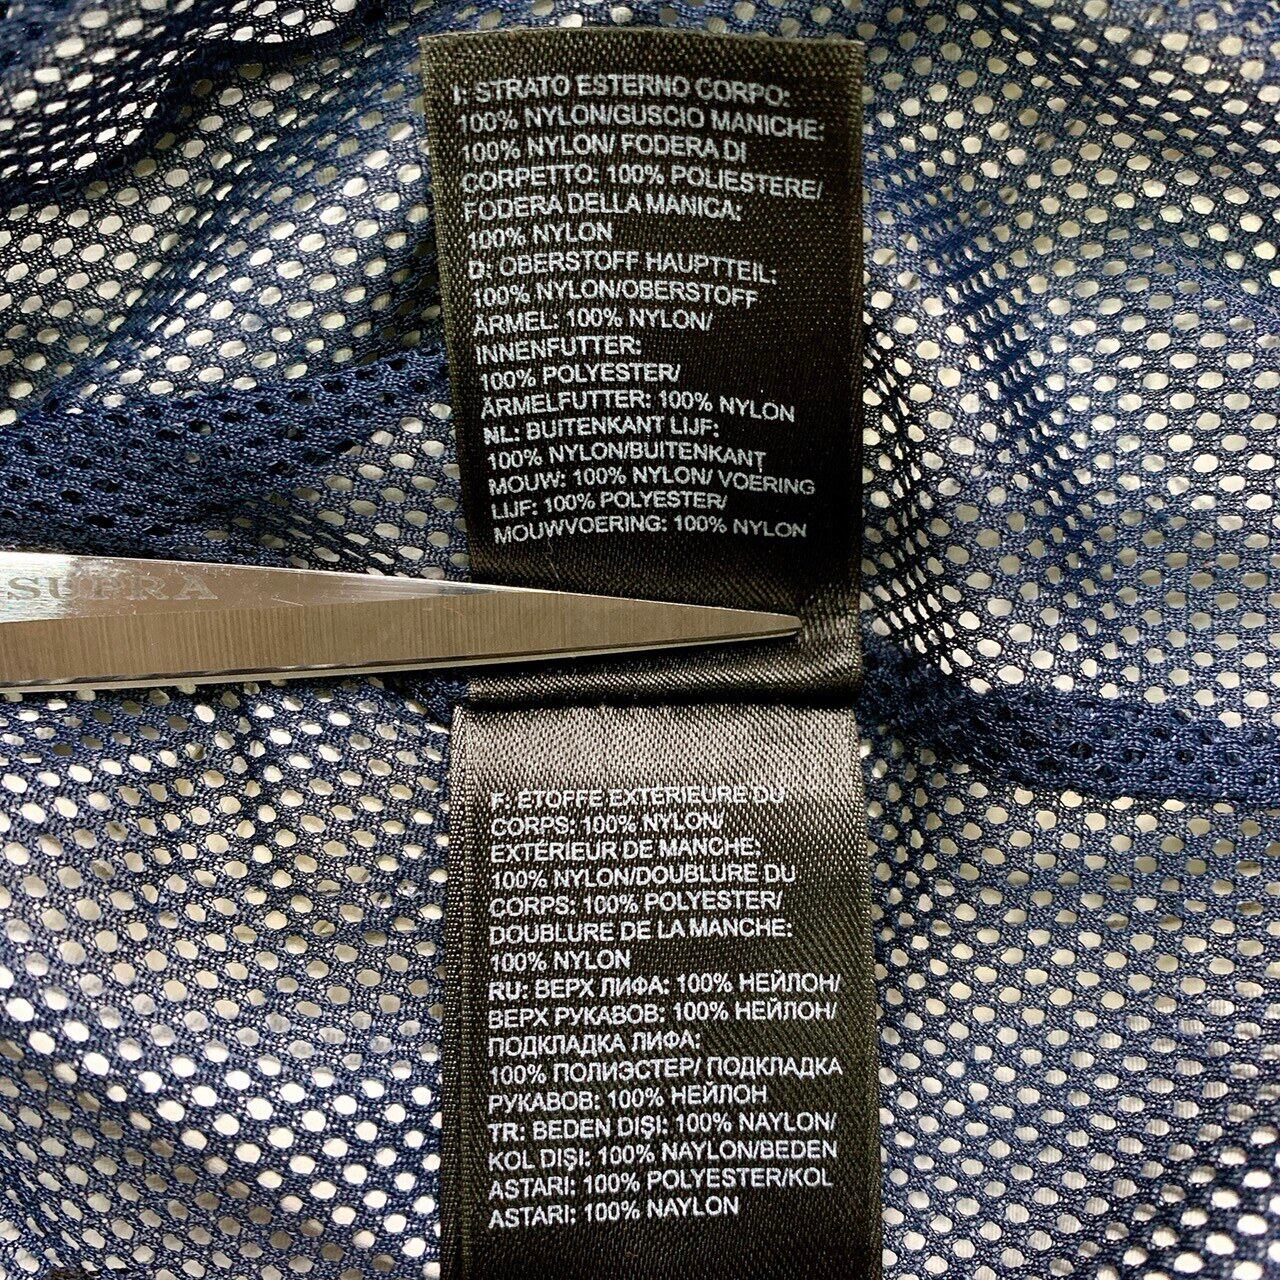 I: STRATO ESTERNO CORPO:
100% NYLON/GUSCIO MANICHE:
100% NYLON/ FODERA DI
CORPETTO: 100% POLIESTERE/
FODERA DELLA MANICA:
100% NYLON
D: OBERSTOFF HAUPTTEIL:
100% NYLON/OBERSTOFF
ÄRMEL: 100% NYLON/
INNENFUTTER:
100% POLYESTER/
ÄRMELFUTTER: 100% NYLON
NL: BUITENKANT LIJF:
100% NYLON/BUITENKANT
MOUW: 100% NYLON/ VOERING
LIJF: 100% POLYESTER/
MOUWVOERING: 100% NYLON
SUPRA
F: ÉTOFFE EXTÉRIEURE DU
CORPS: 100% NYLON/
EXTÉRIEUR DE MANCHE:
100% NYLON/DOUBLURE DU
CORPS: 100% POLYESTER/
DOUBLURE DE LA MANCHE:
100% NYLON
RU: ВЕРХ ЛИФА: 100% НЕЙЛОН/
ВЕРХ РУКАВОВ: 100% НЕЙЛОН/
ПОДКЛАДКА ЛИФА:
100% ПОЛИЭСТЕР/ ПОДКЛАДКА
РУКАВОВ: 100% НЕЙЛОН
TR: BEDEN DIŞI: 100% NAYLON/
KOL DIŞI: 100% NAYLON/BEDEN
ASTARI: 100% POLYESTER/KOL
ASTARI: 100% NAYLON